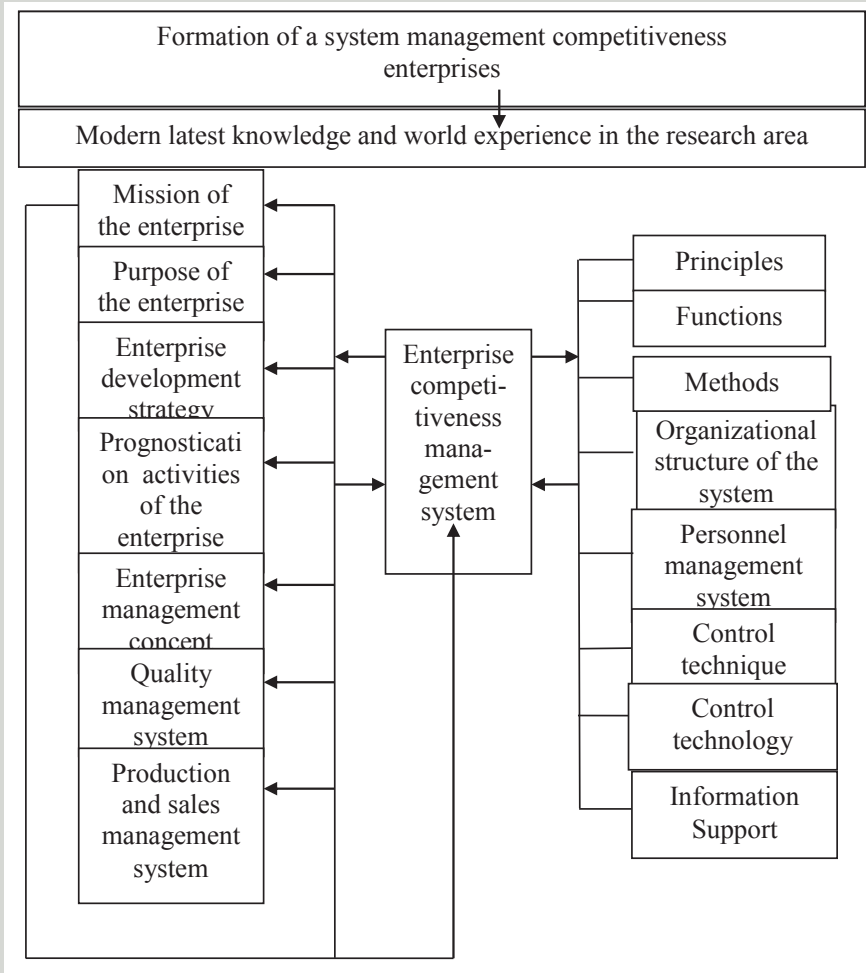 Formation of a system management competitiveness
enterprises
Modern latest knowledge and world experience in the research area
Mission of
the enterprise
Purpose of
the enterprise
Enterprise
development
strategy
Prognosticati
on activities
of the
enterprise
Enterprise
management
concept
Quality
management
system
Production
and sales
management
system
Enterprise
competi-
tiveness
mana-
gement
system
Principles
Functions
Methods
Organizational
structure of the
system
Personnel
management
system
Control
technique
Control
technology
Information
Support